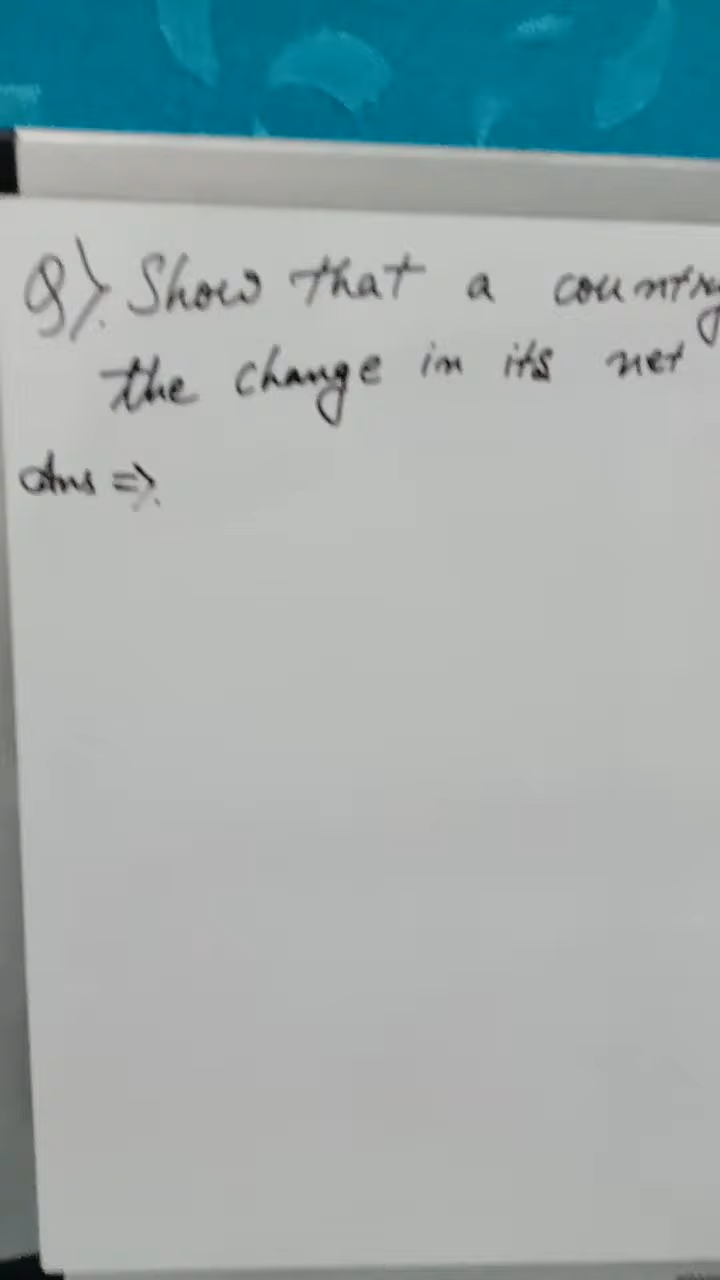 Q). Show that a country
the change in its net
Ans =>.